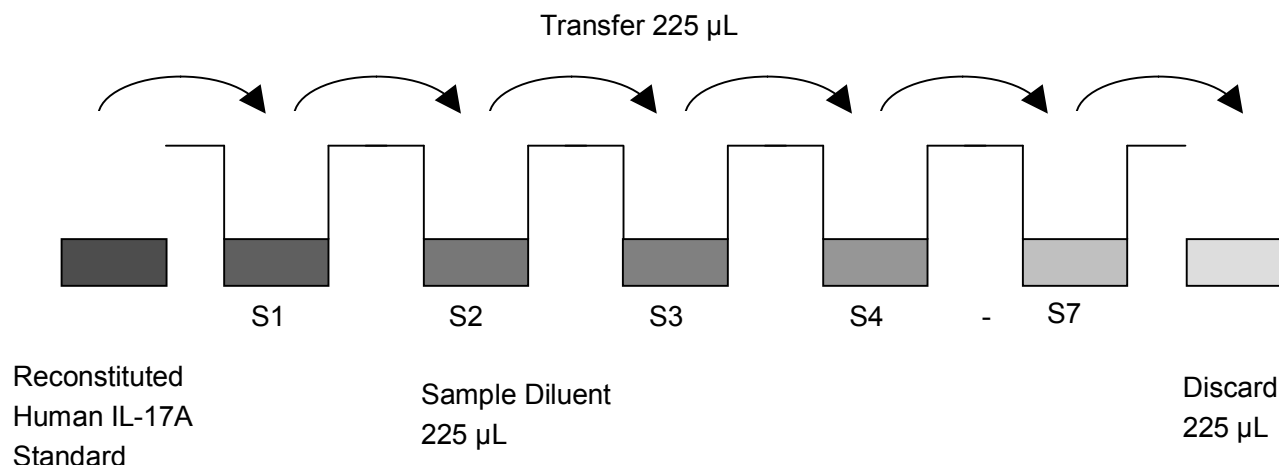 Transfer 225 µL
S1 S2 S3 S4 - S7
Reconstituted
Human IL-17A
Standard
Sample Diluent
225 µL
Discard
225 µL